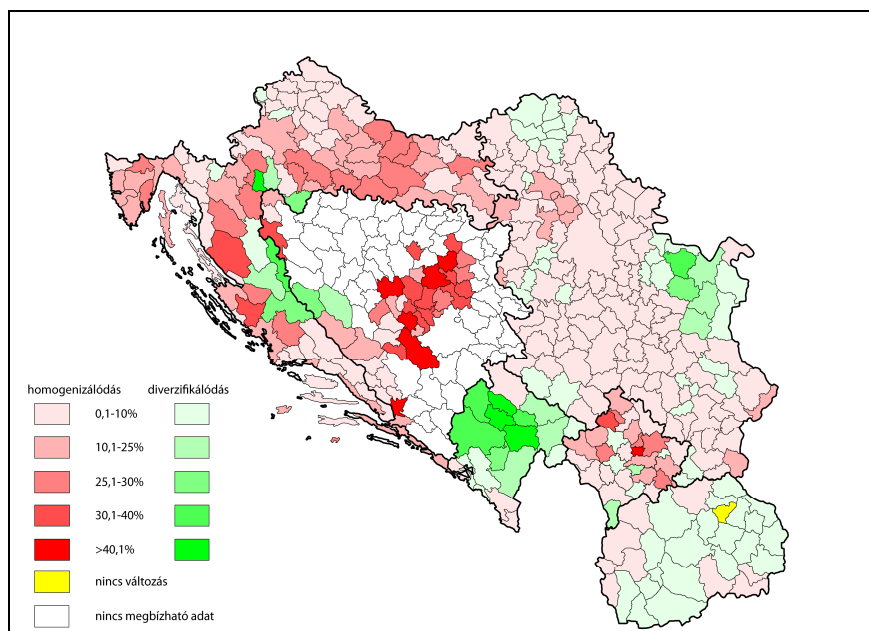 homogenizálódás diverzifikálódás
0,1-10%
10,1-25%
25,1-30%
30,1-40%
>40,1%
nincs változás
nincs megbízható adat